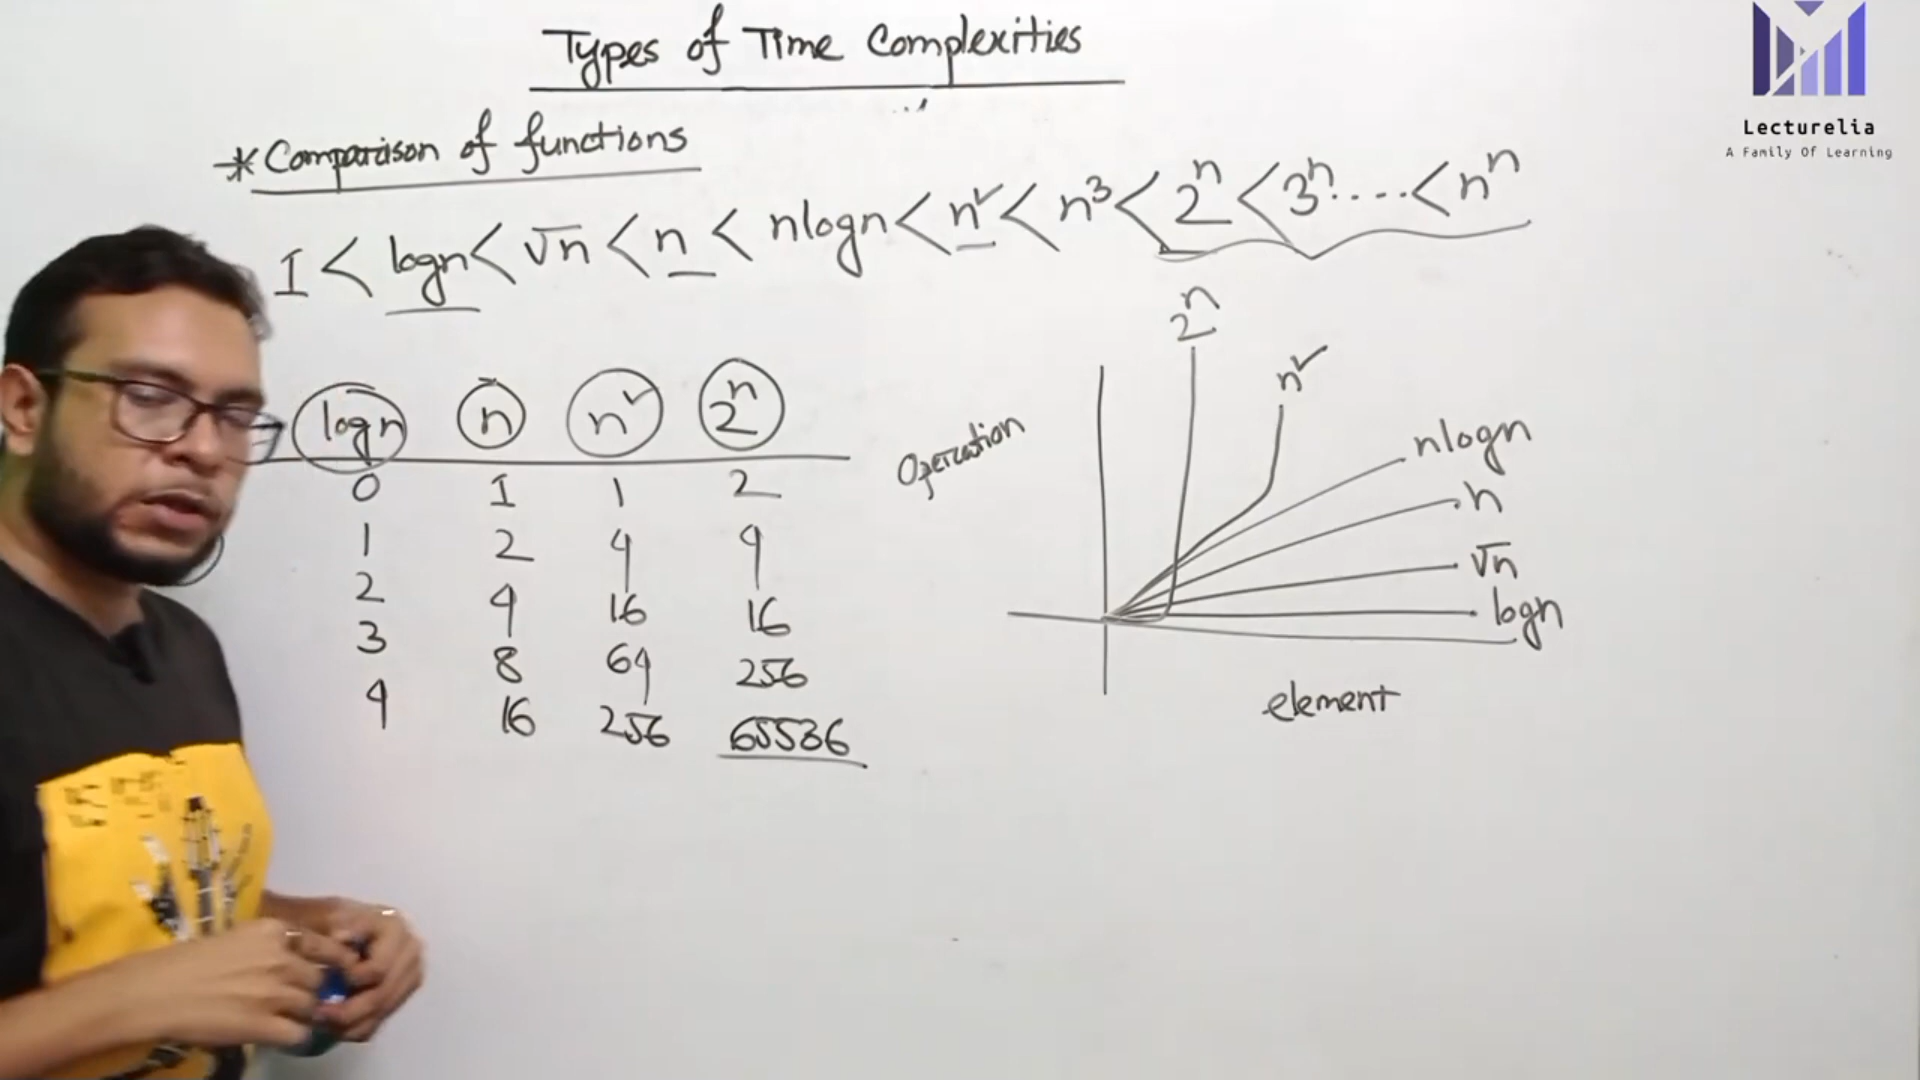 Types of Time Complexities
Lecturelia
A Family Of Learning
*Comparison of functions
1 < logn < √n < n < nlogn < n² < n³ < 2ⁿ < 3ⁿ.... < nⁿ
logn n n² 2ⁿ
0 1 1 2
1 2 4 4
2 4 16 16
3 8 64 256
4 16 256 65536
Operation
2ⁿ
n²
nlogn
n
√n
logn
element